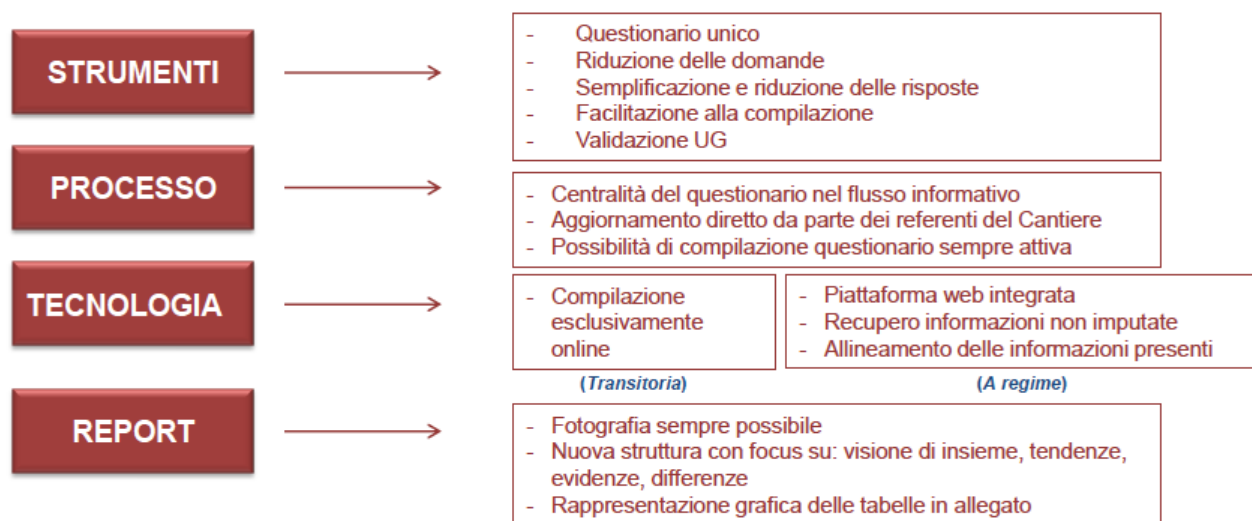 STRUMENTI
- Questionario unico
- Riduzione delle domande
- Semplificazione e riduzione delle risposte
- Facilitazione alla compilazione
- Validazione UG
PROCESSO
- Centralità del questionario nel flusso informativo
- Aggiornamento diretto da parte dei referenti del Cantiere
- Possibilità di compilazione questionario sempre attiva
TECNOLOGIA
- Compilazione
esclusivamente
online
(Transitoria)
- Piattaforma web integrata
- Recupero informazioni non imputate
- Allineamento delle informazioni presenti
(A regime)
REPORT
- Fotografia sempre possibile
- Nuova struttura con focus su: visione di insieme, tendenze,
evidenze, differenze
- Rappresentazione grafica delle tabelle in allegato